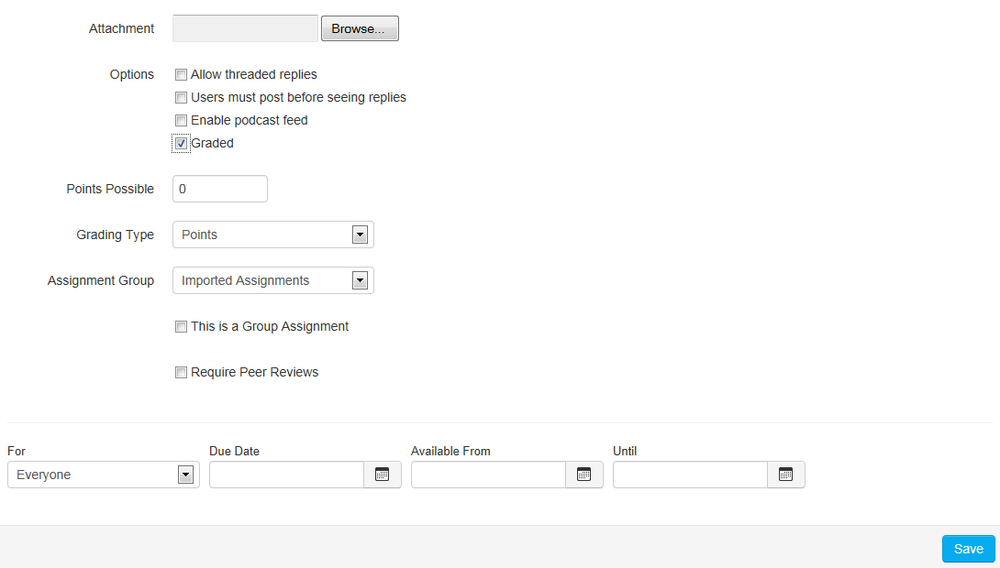 Attachment Browse...
Options Allow threaded replies
Users must post before seeing replies
Enable podcast feed
Graded
Points Possible 0
Grading Type Points
Assignment Group Imported Assignments
This is a Group Assignment
Require Peer Reviews
For Due Date Available From Until
Everyone
Save